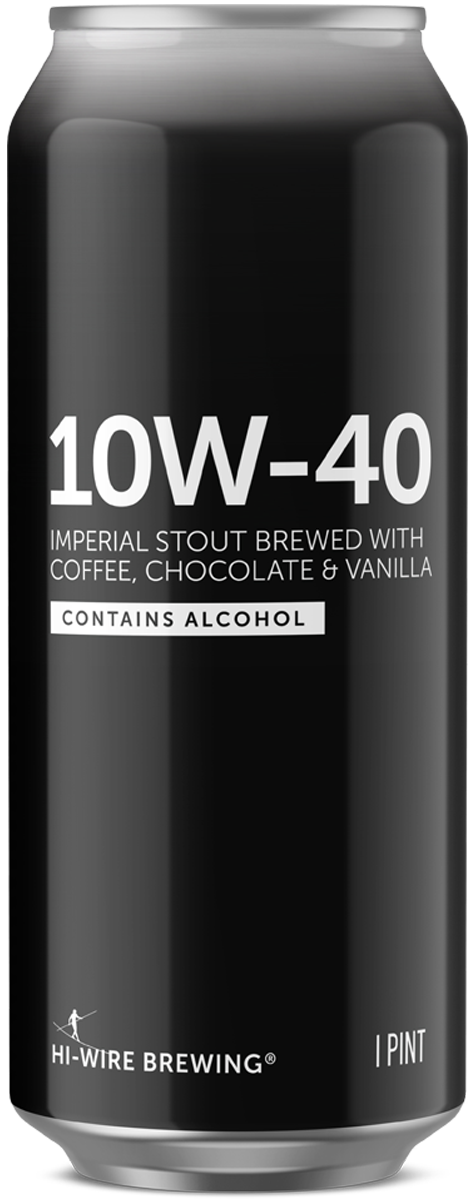 10W-40
IMPERIAL STOUT BREWED WITH
COFFEE, CHOCOLATE & VANILLA
CONTAINS ALCOHOL
HI-WIRE BREWING®
1 PINT